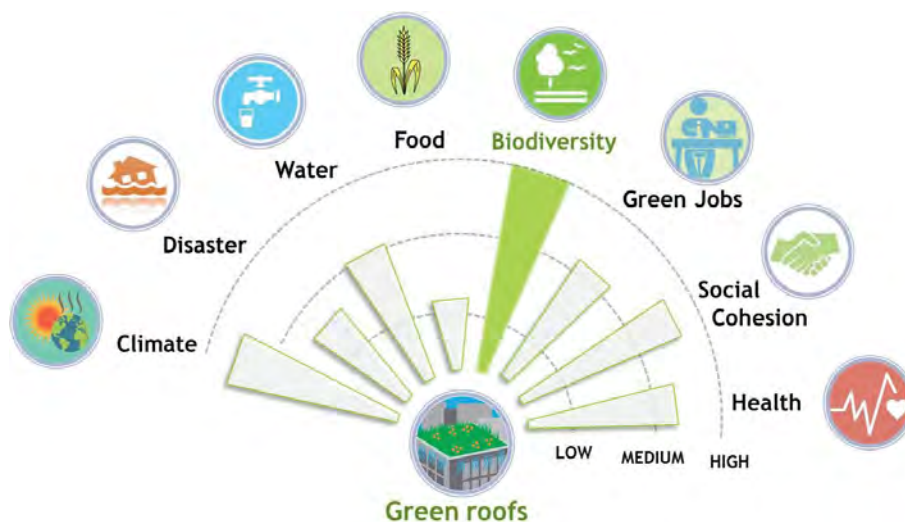 Food
Biodiversity
Water
Green Jobs
Disaster
Social
Cohesion
Climate
Health
LOW
MEDIUM
HIGH
Green roofs